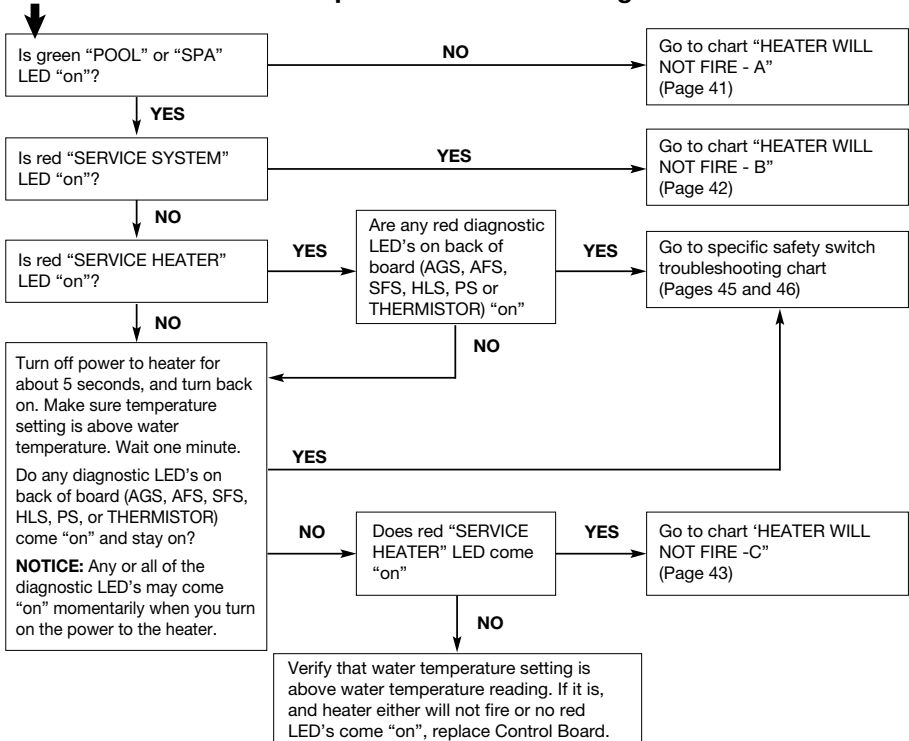 Is green “POOL” or “SPA”
LED “on”?
NO
Go to chart “HEATER WILL
NOT FIRE - A”
(Page 41)
YES
Is red “SERVICE SYSTEM”
LED “on”?
YES
Go to chart “HEATER WILL
NOT FIRE - B”
(Page 42)
NO
Is red “SERVICE HEATER”
LED “on”?
YES
Are any red diagnostic
LED’s on back of
board (AGS, AFS,
SFS, HLS, PS or
THERMISTOR) “on”
YES
Go to specific safety switch
troubleshooting chart
(Pages 45 and 46)
NO
NO
Turn off power to heater for
about 5 seconds, and turn back
on. Make sure temperature
setting is above water
temperature. Wait one minute.
Do any diagnostic LED’s on
back of board (AGS, AFS, SFS,
HLS, PS, or THERMISTOR)
come “on” and stay on?
NOTICE: Any or all of the
diagnostic LED’s may come
“on” momentarily when you turn
on the power to the heater.
YES
NO
Does red “SERVICE
HEATER” LED come
“on”
YES
Go to chart ‘HEATER WILL
NOT FIRE -C”
(Page 43)
NO
Verify that water temperature setting is
above water temperature reading. If it is,
and heater either will not fire or no red
LED’s come “on”, replace Control Board.